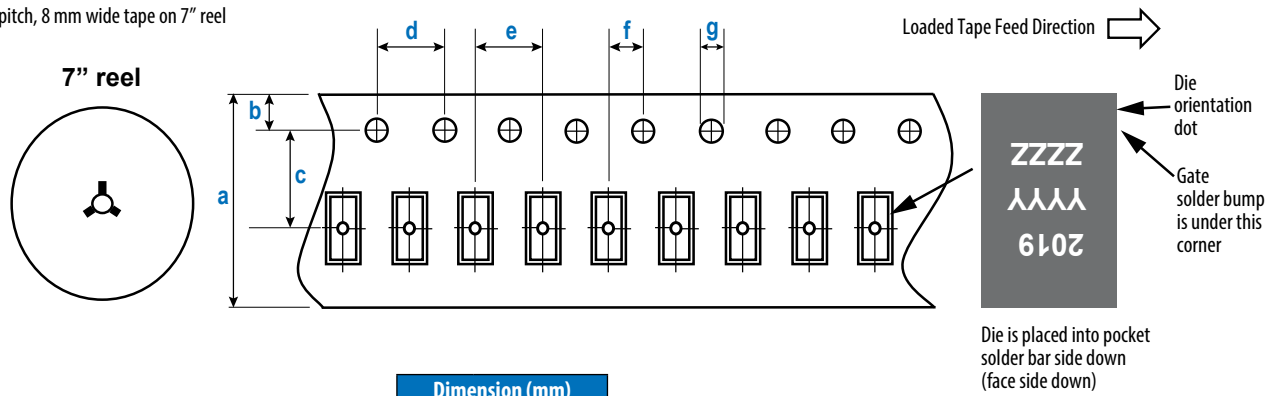 pitch, 8 mm wide tape on 7” reel
Loaded Tape Feed Direction
7” reel
a
b
c
d
e
f
g
Die
orientation
dot
Gate
solder bump
is under this
corner
2019
YYYY
ZZZZ
Die is placed into pocket
solder bar side down
(face side down)
Dimension (mm)